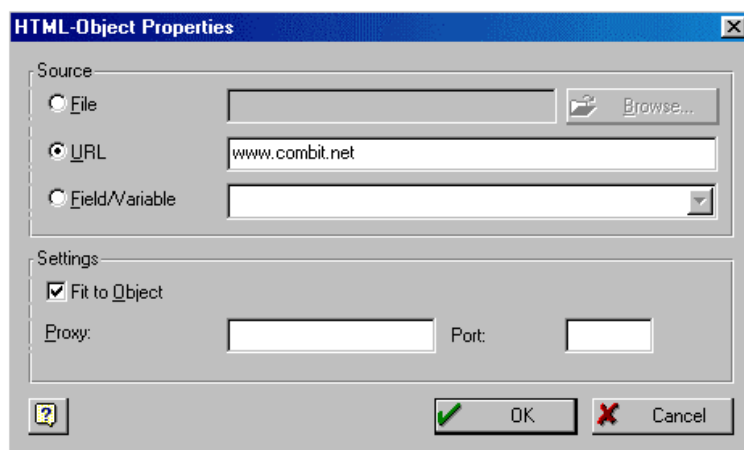 HTML-Object Properties
Source
File
Browse...
URL
www.combit.net
Field/Variable
Settings
Fit to Object
Proxy:
Port:
OK
Cancel